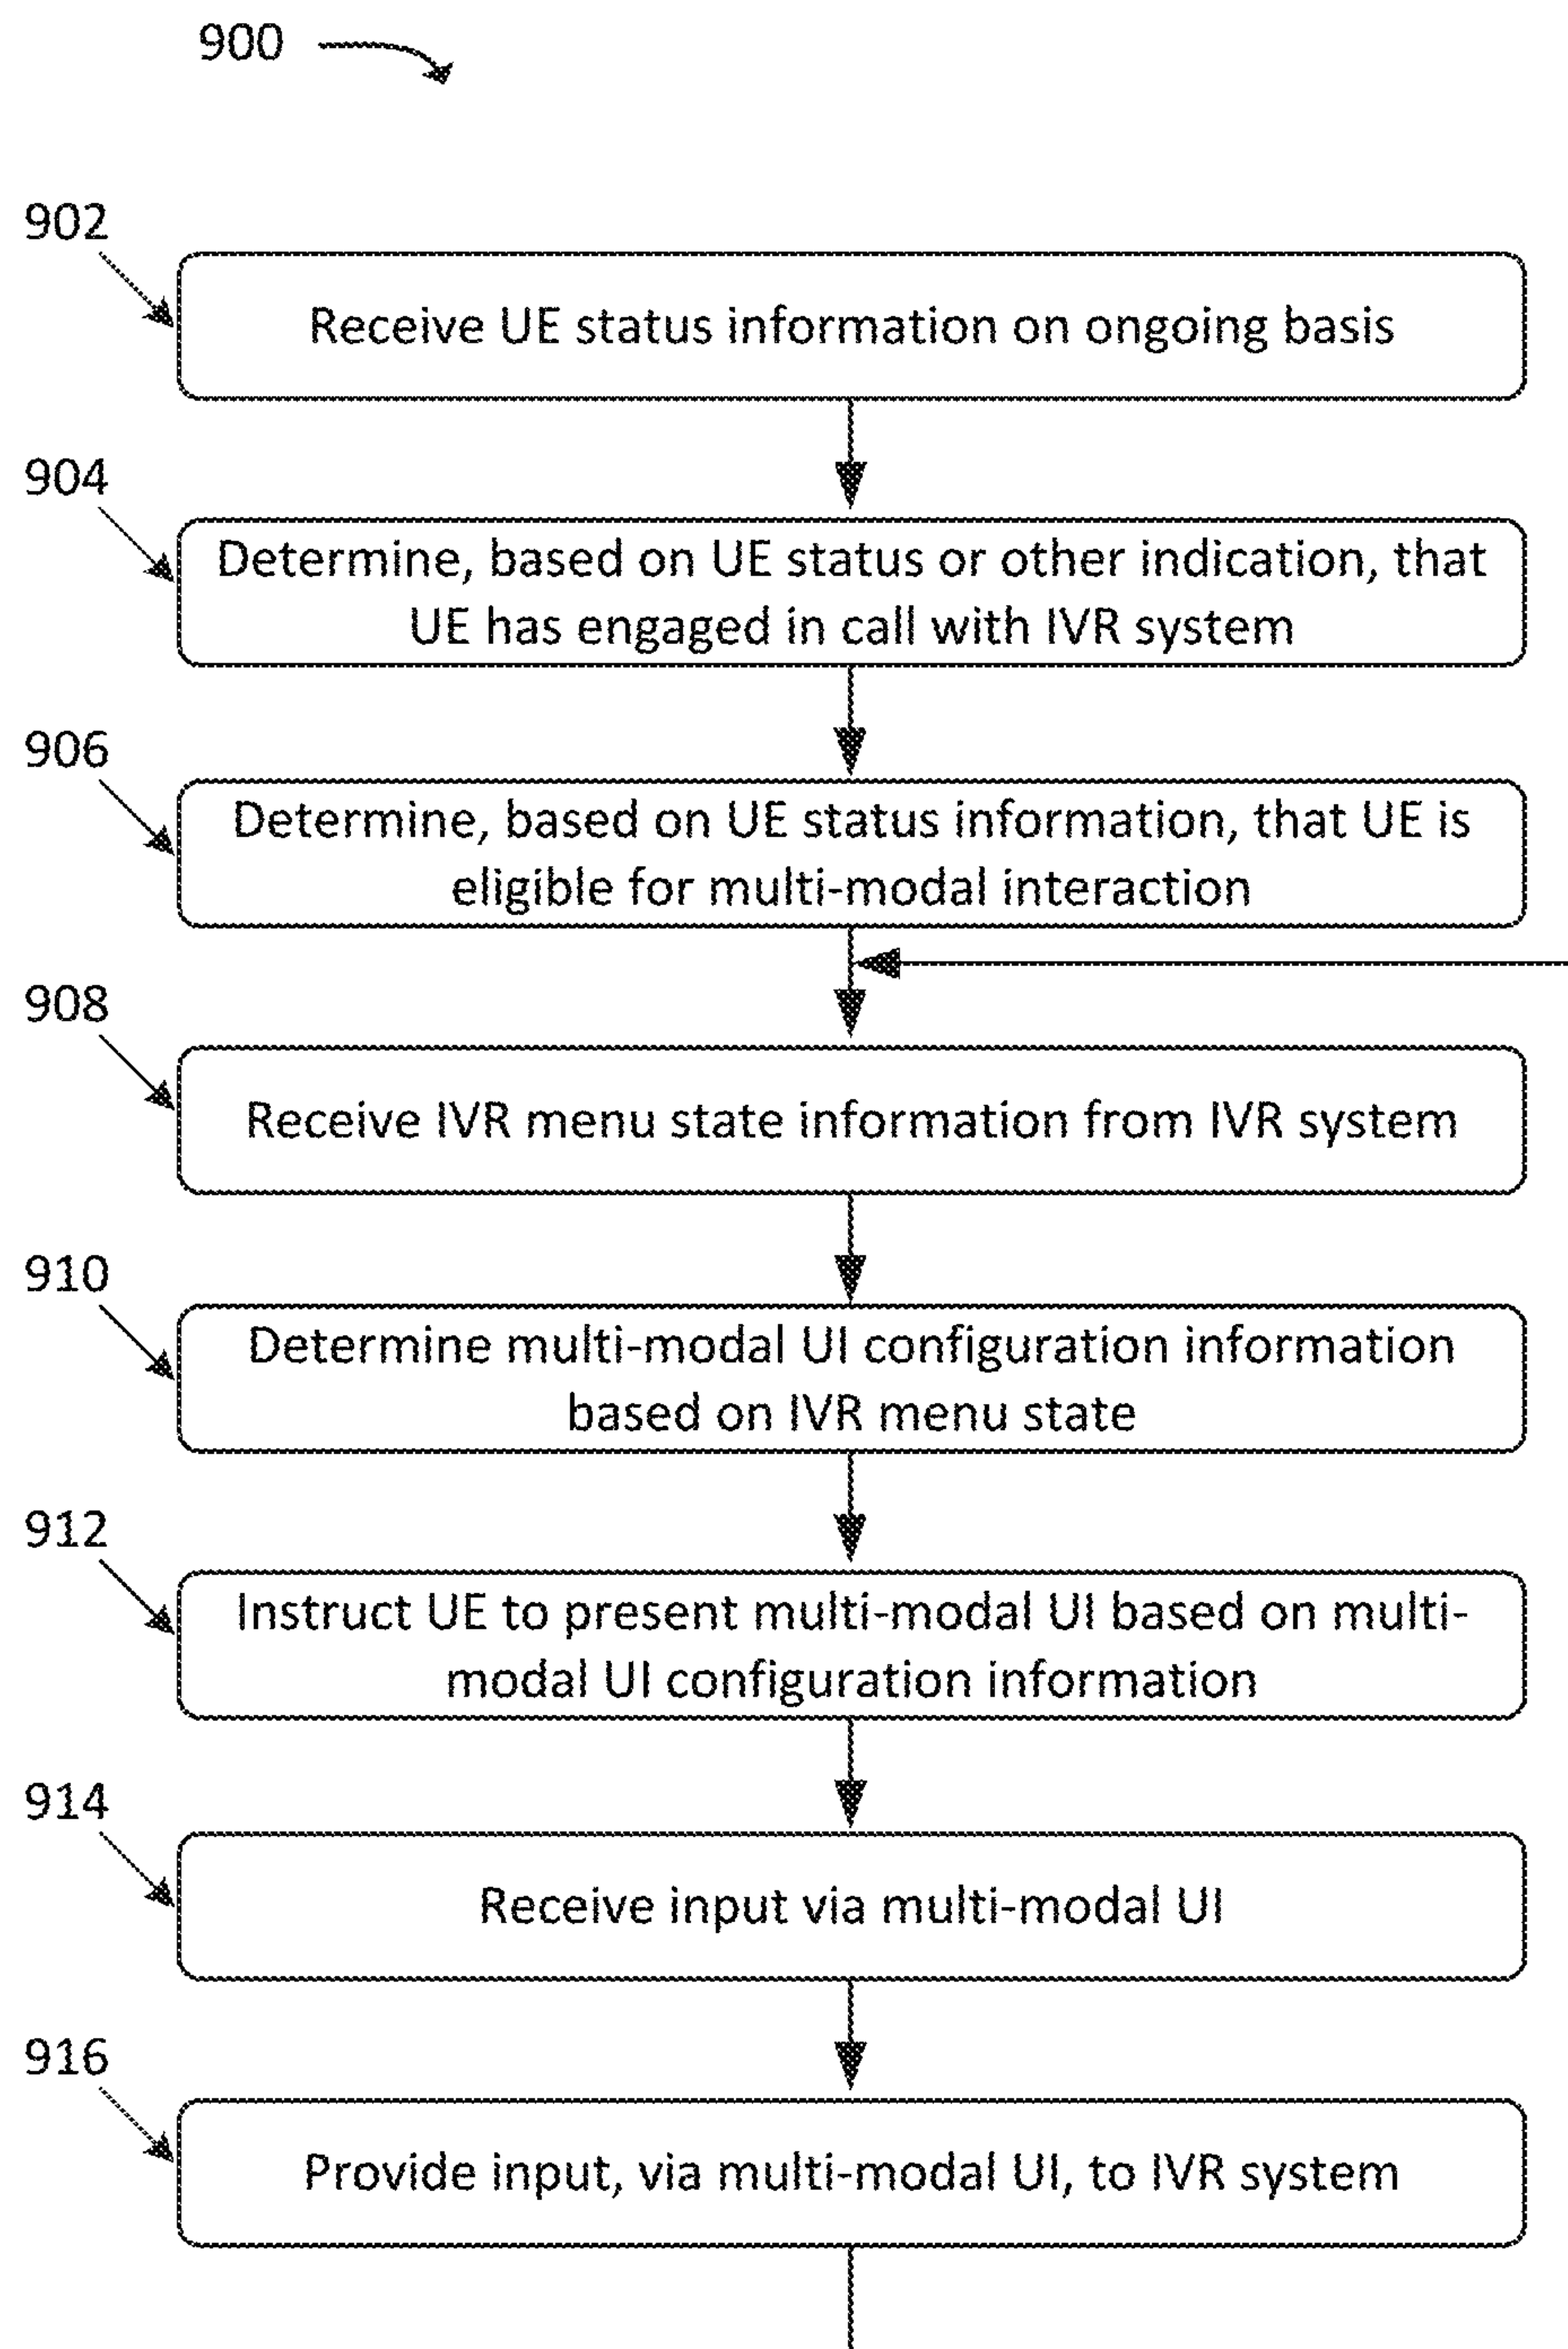 900
902
Receive UE status information on ongoing basis
904
Determine, based on UE status or other indication, that
UE has engaged in call with IVR system
906
Determine, based on UE status information, that UE is
eligible for multi-modal interaction
908
Receive IVR menu state information from IVR system
910
Determine multi-modal UI configuration information
based on IVR menu state
912
Instruct UE to present multi-modal UI based on multi-
modal UI configuration information
914
Receive input via multi-modal UI
916
Provide input, via multi-modal UI, to IVR system